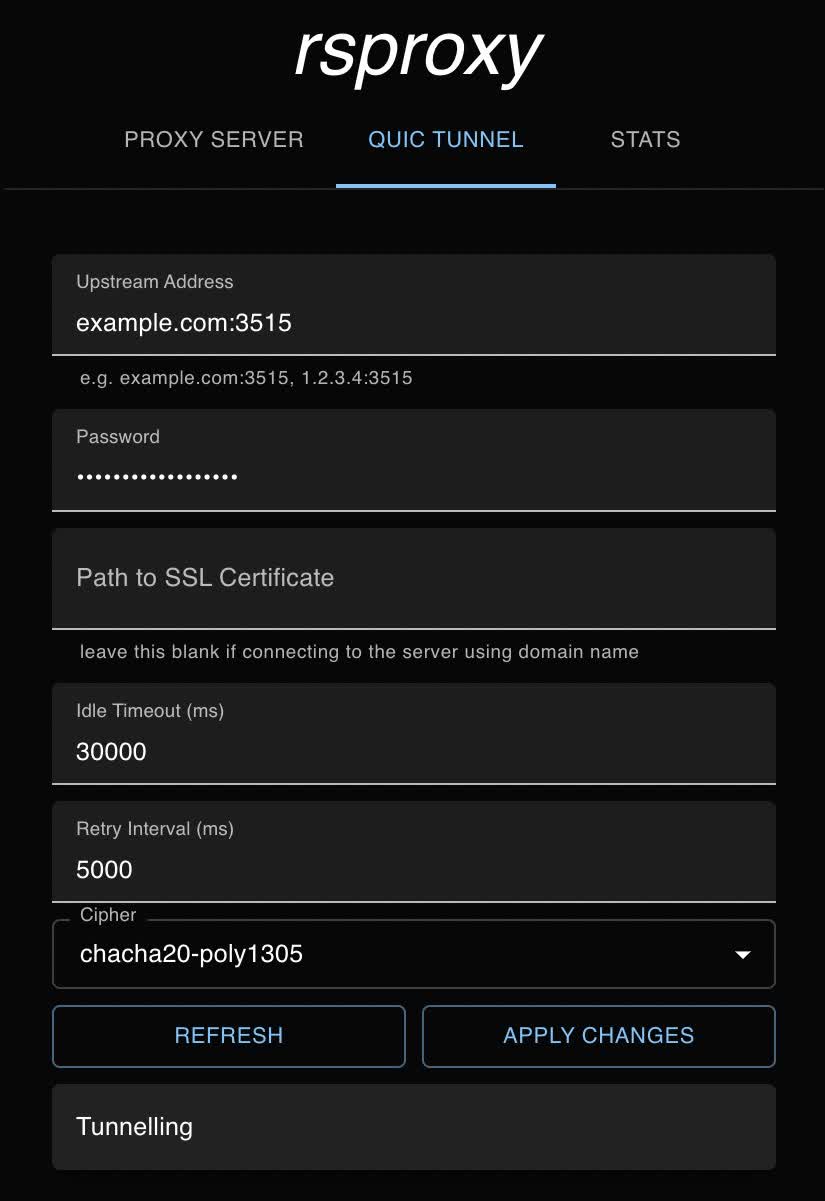 rsproxy
PROXY SERVER QUIC TUNNEL STATS
Upstream Address
example.com:3515
e.g. example.com:3515, 1.2.3.4:3515
Password
••••••••••••••••••
Path to SSL Certificate
leave this blank if connecting to the server using domain name
Idle Timeout (ms)
30000
Retry Interval (ms)
5000
Cipher
chacha20-poly1305
REFRESH APPLY CHANGES
Tunnelling